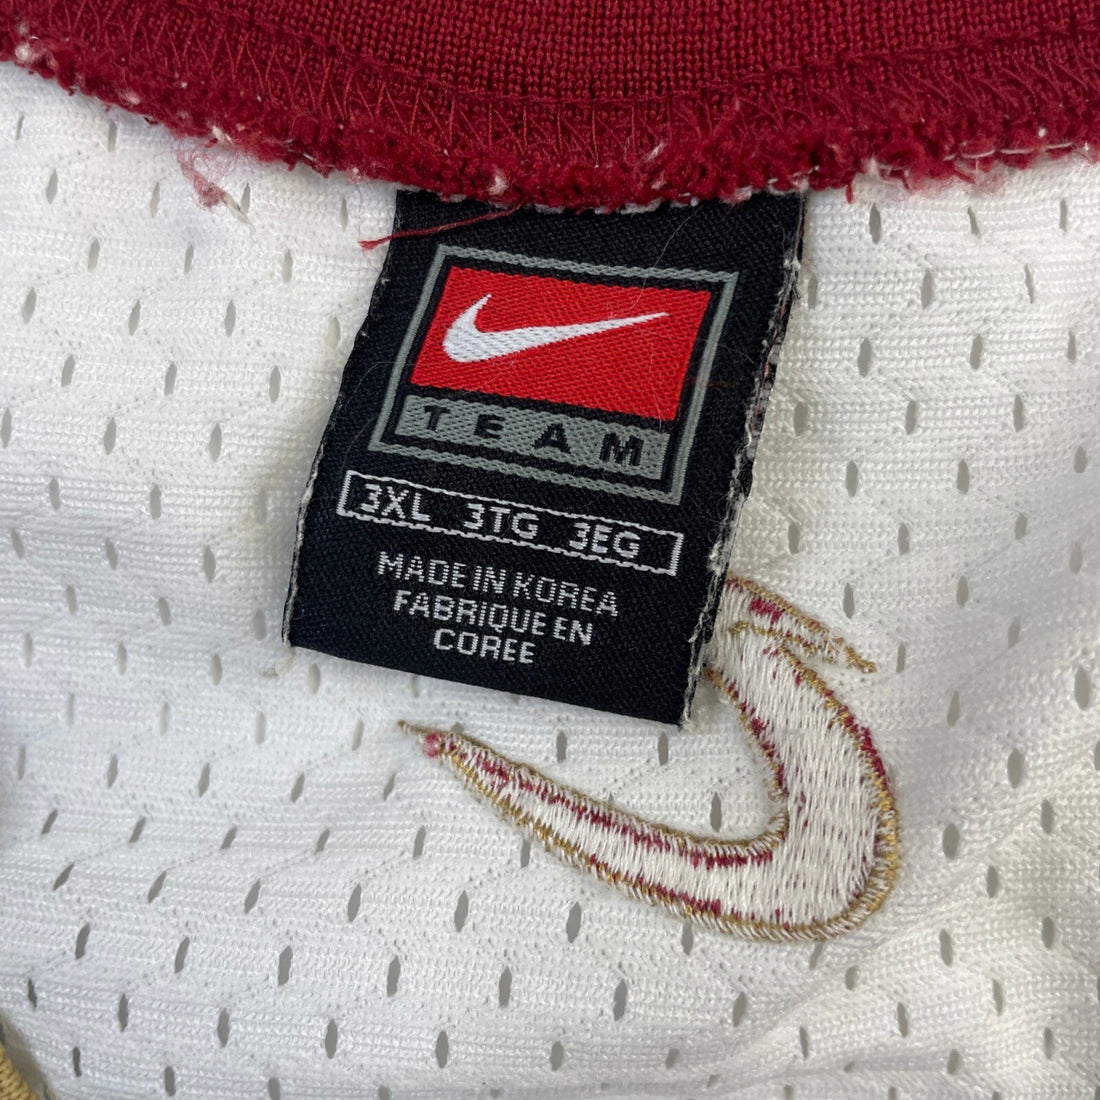 TEAM
3XL 3TG 3EG
MADE IN KOREA
FABRIQUE EN
COREE